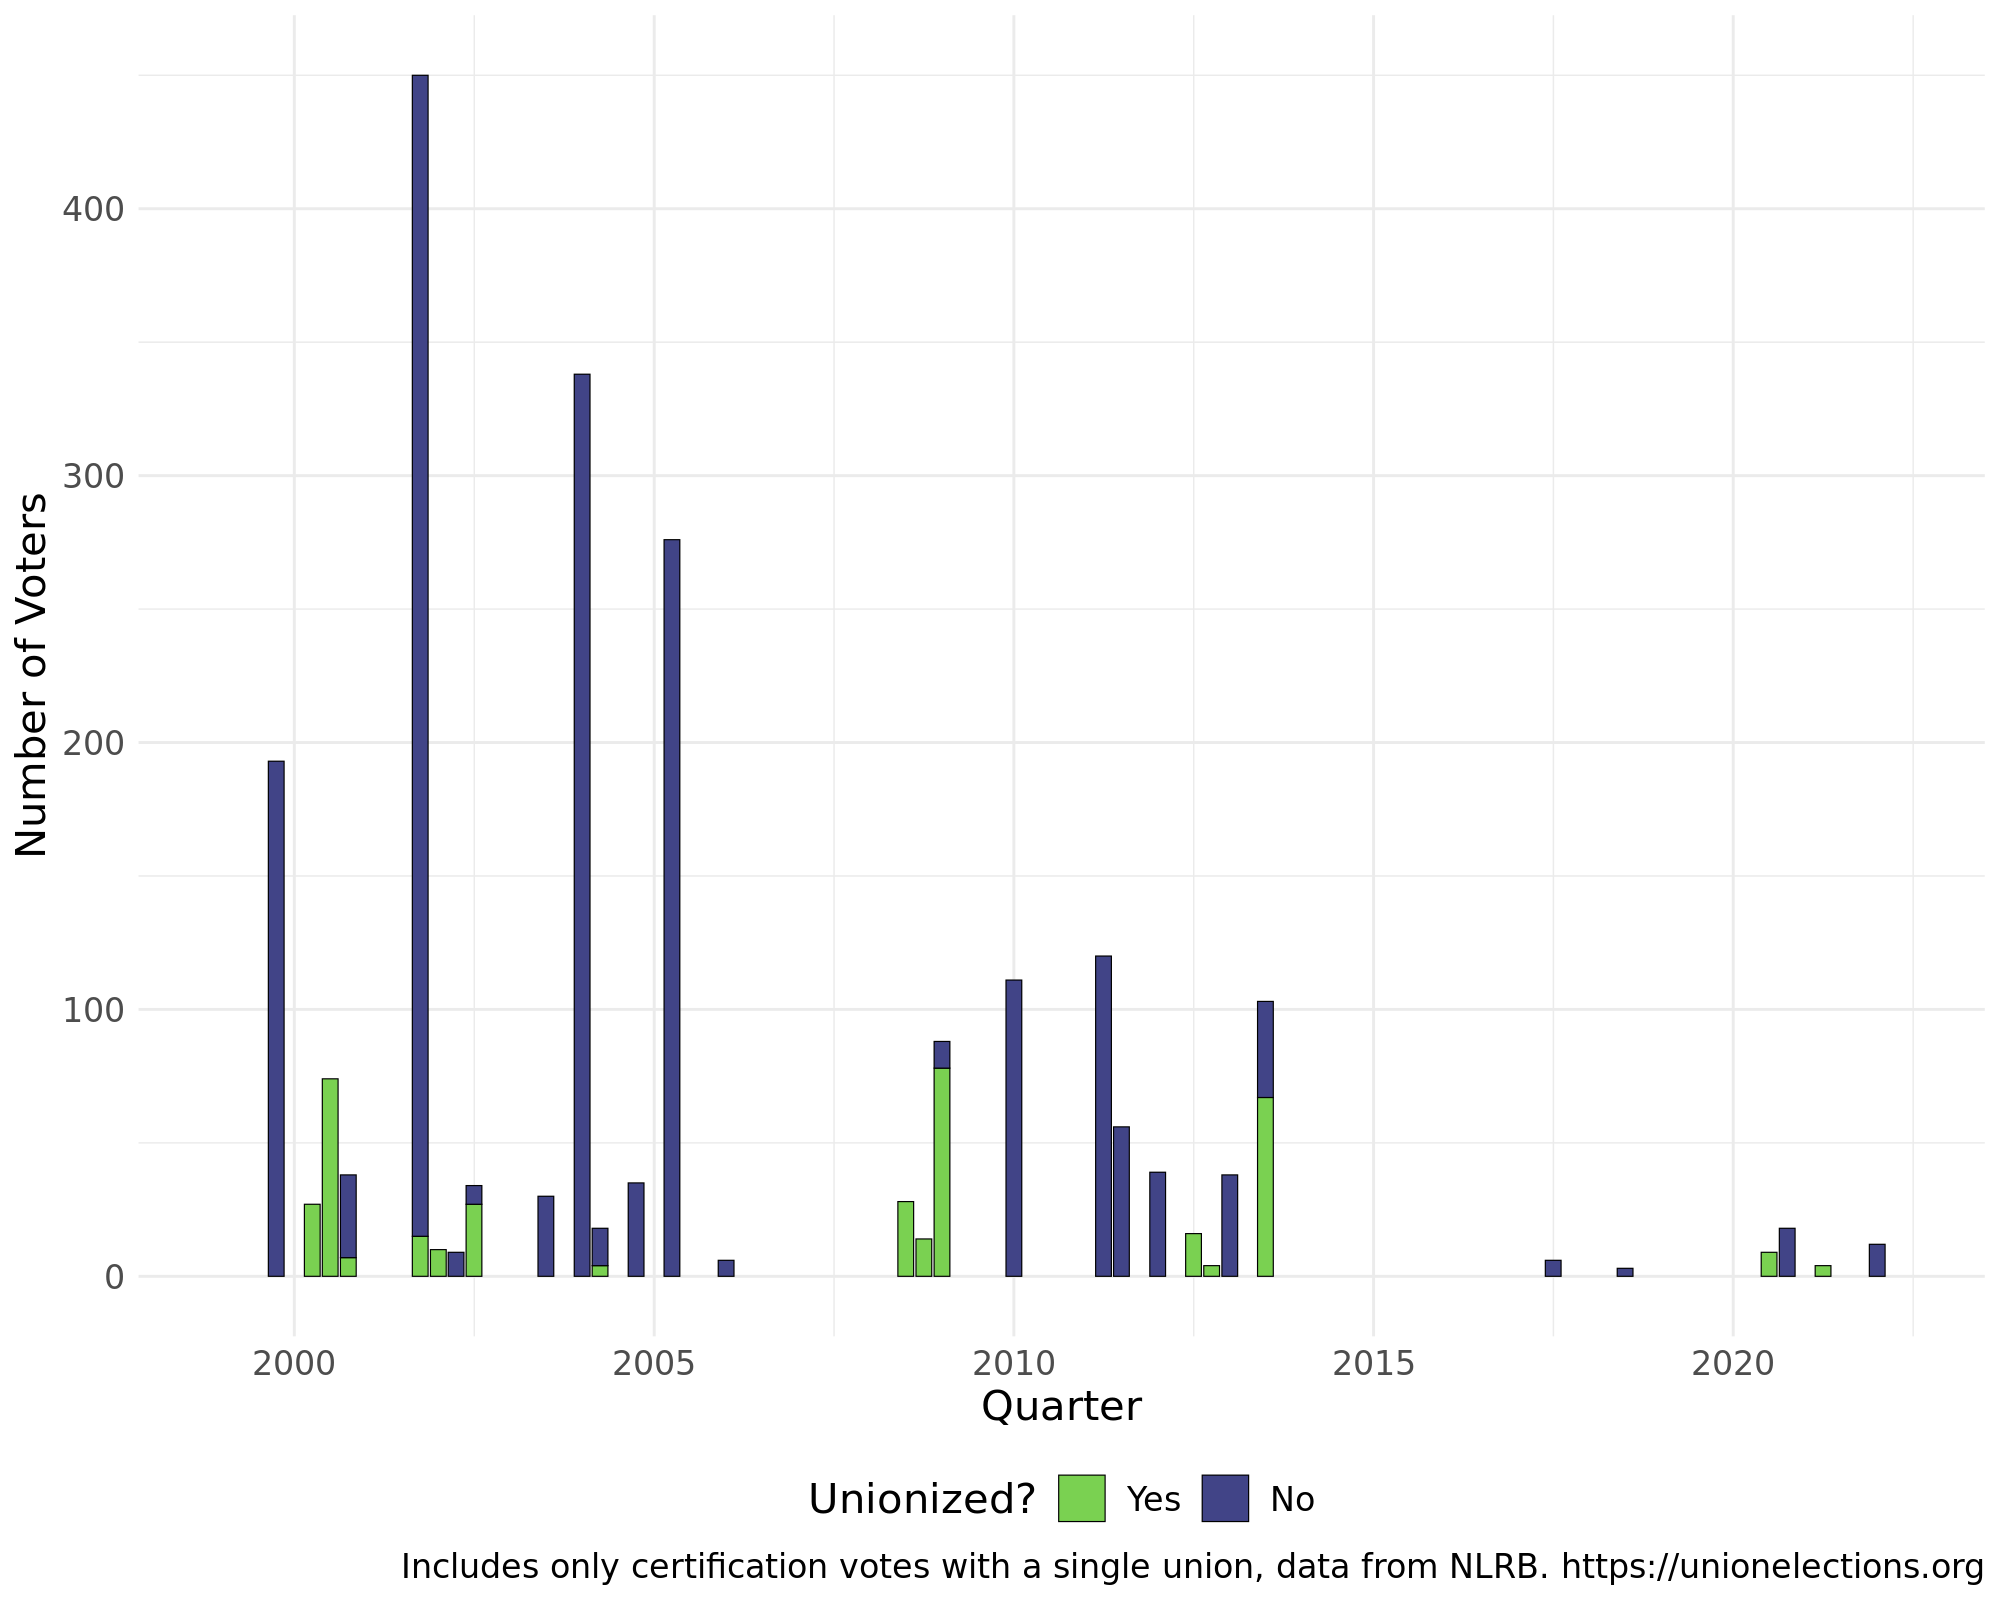 Number of Voters
400
300
200
100
0
2000 2005 2010 2015 2020
Quarter
Unionized? Yes No
Includes only certification votes with a single union, data from NLRB. https://unionelections.org